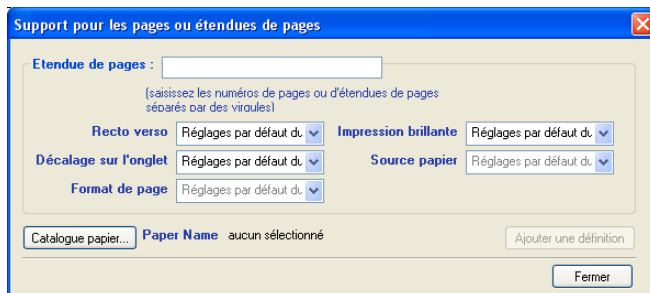 Support pour les pages ou étendues de pages
Etendue de pages :
(saisissez les numéros de pages ou d'étendues de pages
séparés par des virgules)
Recto verso Réglages par défaut du Impression brillante Réglages par défaut du
Décalage sur l'onglet Réglages par défaut du Source papier Réglages par défaut du
Format de page Réglages par défaut du
Catalogue papier... Paper Name aucun sélectionné Ajouter une définition
Fermer